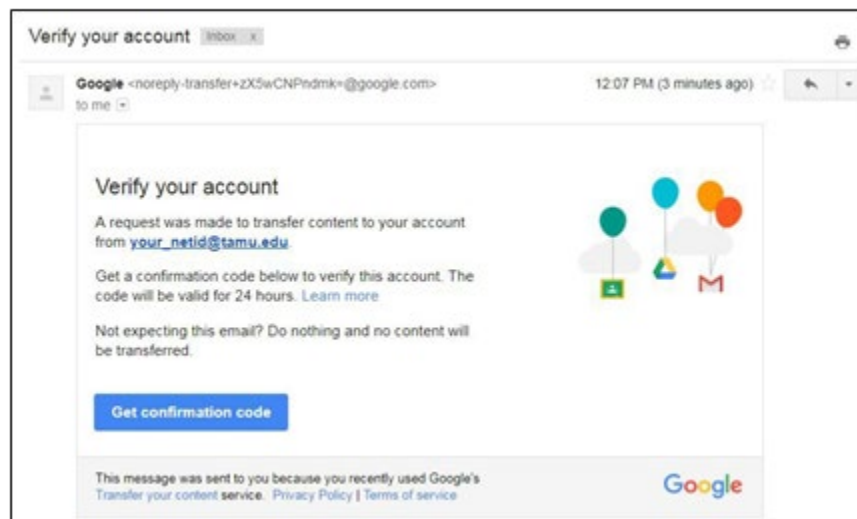 Verify your account Inbox x
Google <noreply-transfer+zX5wCNPndmk=@google.com> 12:07 PM (3 minutes ago)
to me
Verify your account
A request was made to transfer content to your account
from your_netid@tamu.edu.
Get a confirmation code below to verify this account. The
code will be valid for 24 hours. Learn more
Not expecting this email? Do nothing and no content will
be transferred.
Get confirmation code
This message was sent to you because you recently used Google's
Transfer your content service. Privacy Policy | Terms of service
Google